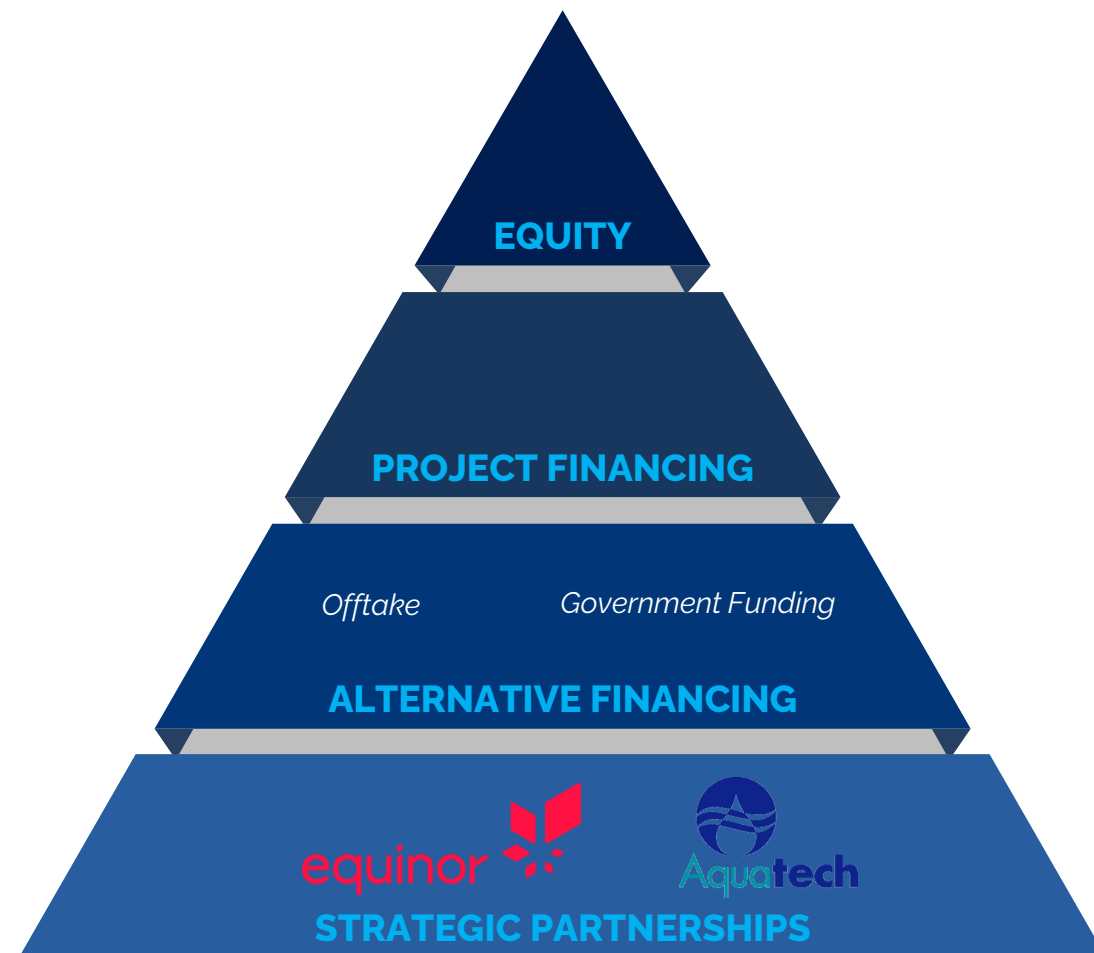 EQUITY
PROJECT FINANCING
Offtake Government Funding
ALTERNATIVE FINANCING
equinor Aquatech
STRATEGIC PARTNERSHIPS